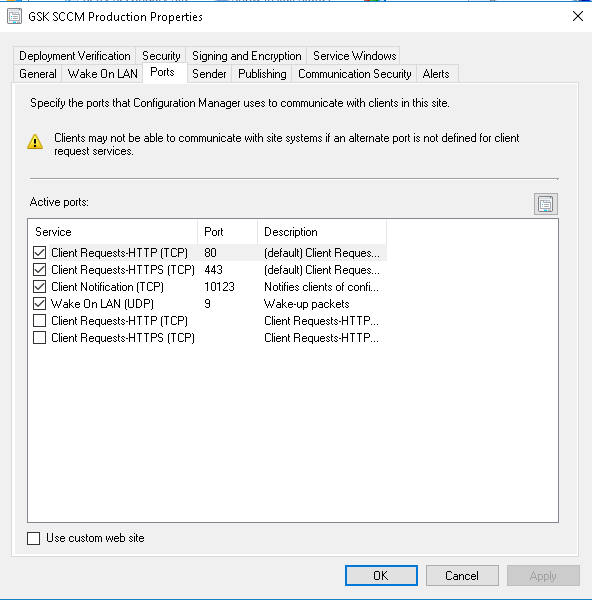 GSK SCCM Production Properties
Deployment Verification Security Signing and Encryption Service Windows
General Wake On LAN Ports Sender Publishing Communication Security Alerts
Specify the ports that Configuration Manager uses to communicate with clients in this site.
Clients may not be able to communicate with site systems if an alternate port is not defined for client
request services.
Active ports:
Service Port Description
Client Requests-HTTP (TCP) 80 (default) Client Reques...
Client Requests-HTTPS (TCP) 443 (default) Client Reques...
Client Notification (TCP) 10123 Notifies clients of confi...
Wake On LAN (UDP) 9 Wake-up packets
Client Requests-HTTP (TCP) Client Requests-HTTP...
Client Requests-HTTPS (TCP) Client Requests-HTTP...
Use custom web site
OK Cancel Apply